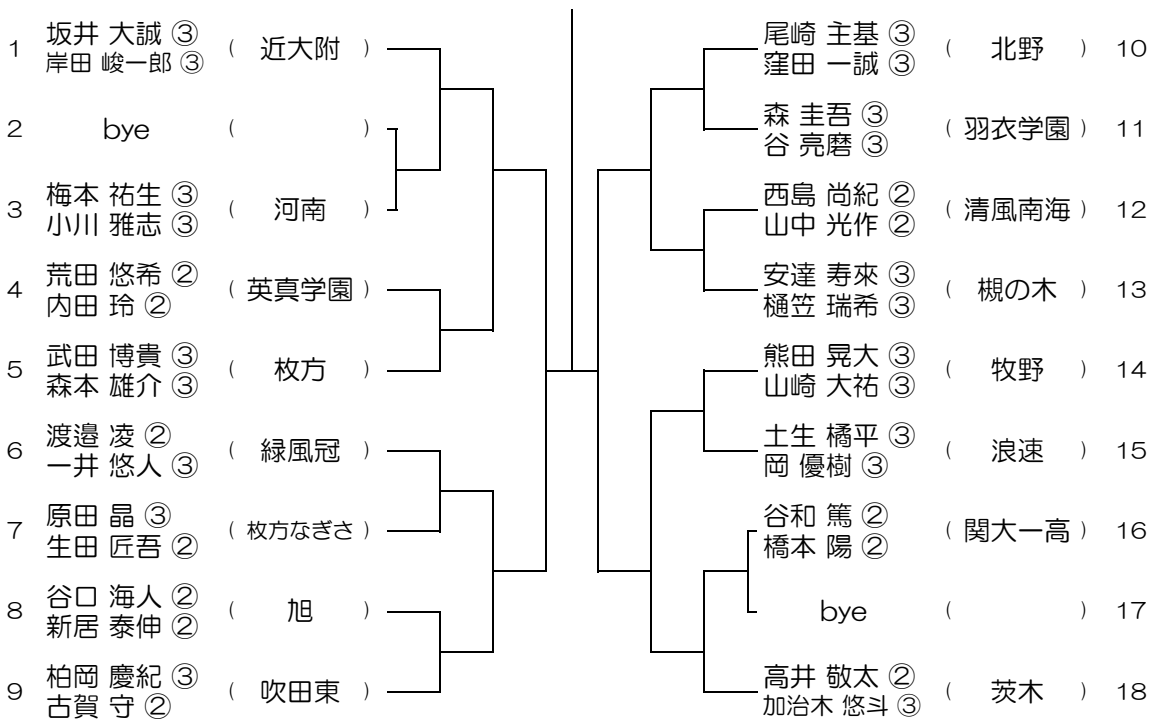 1 坂井 大誠 ③ ( 近大附 )
岸田 峻一郎 ③
2 bye ( )
3 梅本 祐生 ③ ( 河南 )
小川 雅志 ③
4 荒田 悠希 ② ( 英真学園 )
内田 玲 ②
5 武田 博貴 ③ ( 枚方 )
森本 雄介 ③
6 渡邉 凌 ② ( 緑風冠 )
一井 悠人 ③
7 原田 晶 ③ ( 枚方なぎさ )
生田 匠吾 ②
8 谷口 海人 ② ( 旭 )
新居 泰伸 ②
9 柏岡 慶紀 ③ ( 吹田東 )
古賀 守 ②
尾崎 主基 ③ ( 北野 ) 10
窪田 一誠 ③
森 圭吾 ③ ( 羽衣学園 ) 11
谷 亮磨 ③
西島 尚紀 ② ( 清風南海 ) 12
山中 光作 ②
安達 寿來 ③ ( 槻の木 ) 13
樋笠 瑞希 ③
熊田 晃大 ③ ( 牧野 ) 14
山崎 大祐 ③
土生 橘平 ③ ( 浪速 ) 15
岡 優樹 ③
谷和 篤 ② ( 関大一高 ) 16
橋本 陽 ②
bye ( ) 17
高井 敬太 ② ( 茨木 ) 18
加治木 悠斗 ③